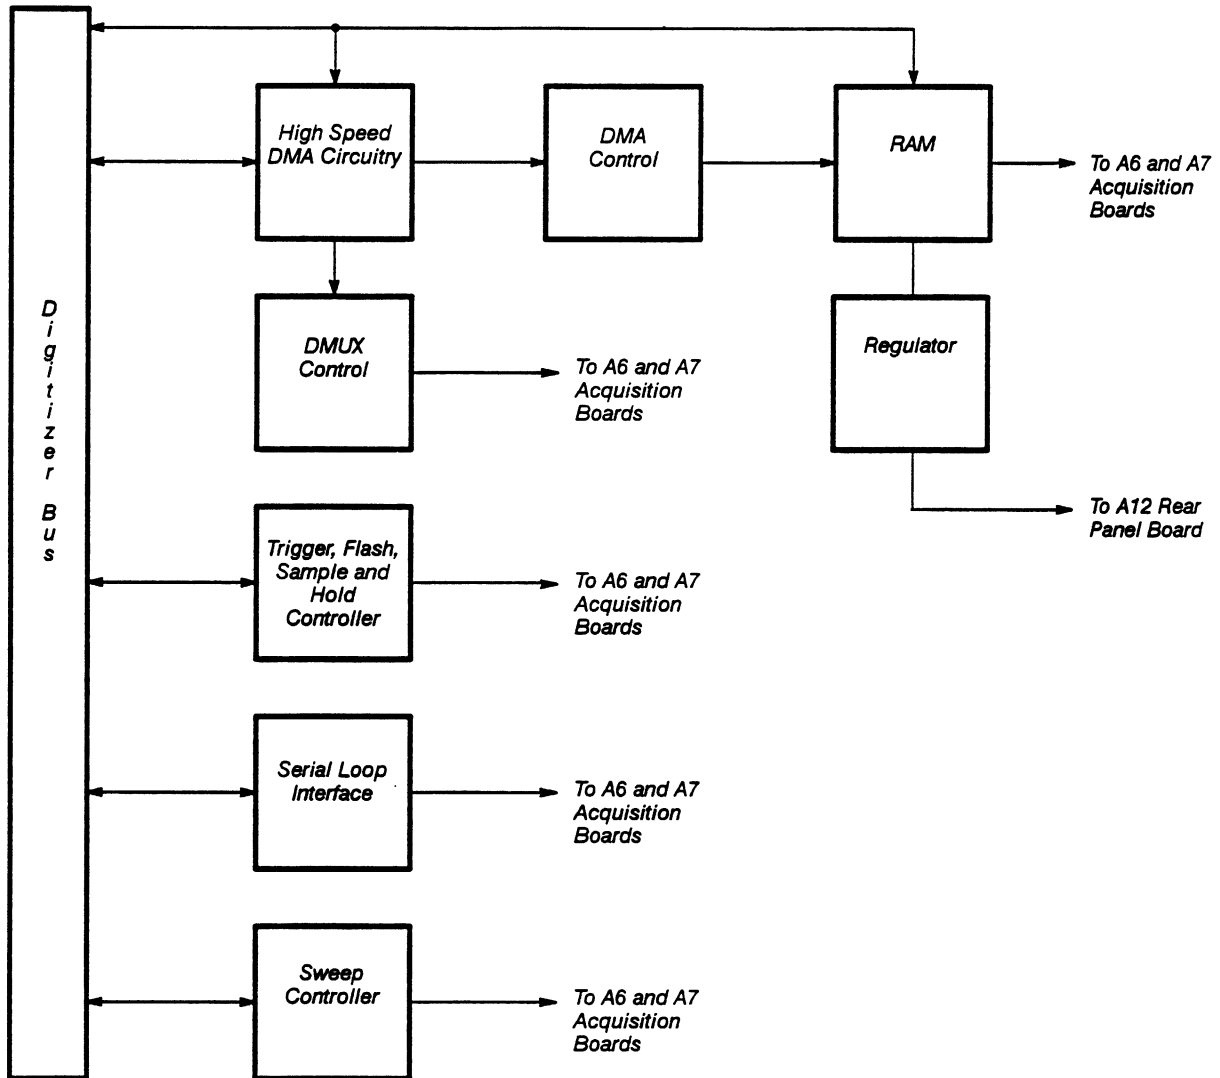 Digitizer Bus
High Speed
DMA Circuitry
DMA
Control
RAM
To A6 and A7
Acquisition
Boards
DMUX
Control
To A6 and A7
Acquisition
Boards
Regulator
To A12 Rear
Panel Board
Trigger, Flash,
Sample and
Hold
Controller
To A6 and A7
Acquisition
Boards
Serial Loop
Interface
To A6 and A7
Acquisition
Boards
Sweep
Controller
To A6 and A7
Acquisition
Boards